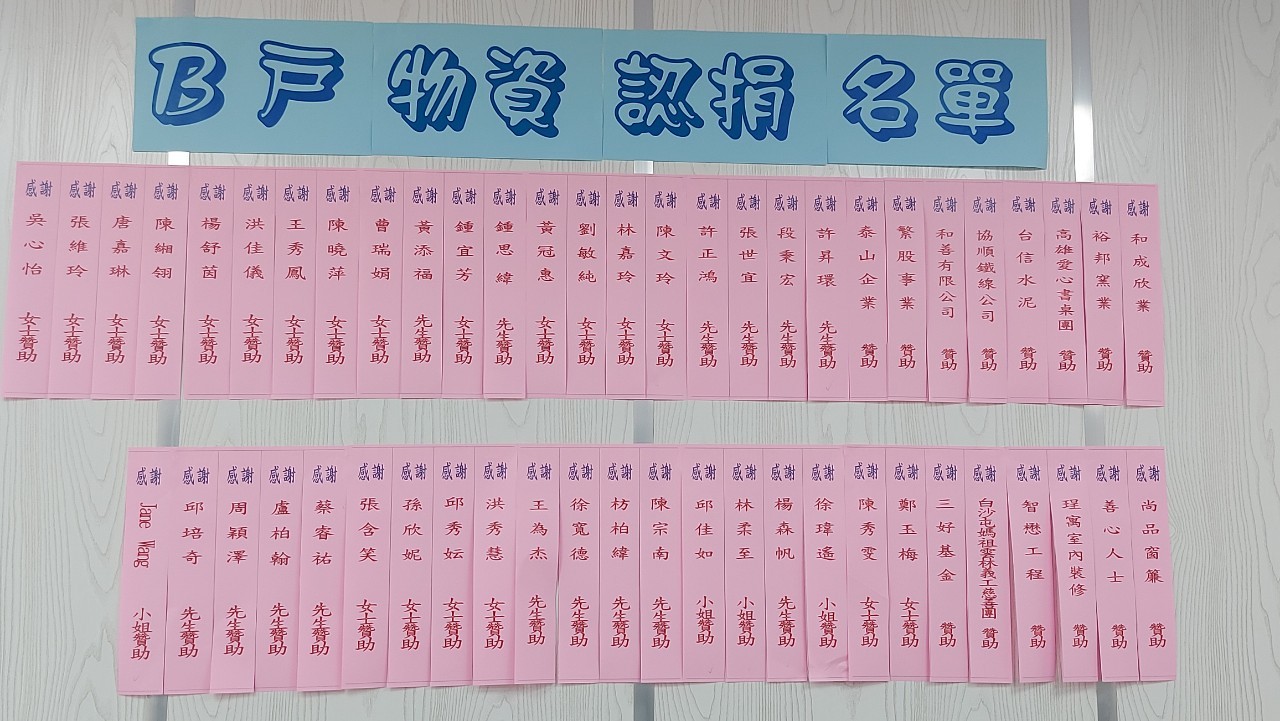 B戶物資認捐名單
感謝 吳心怡 女士贊助
感謝 張維玲 女士贊助
感謝 唐嘉琳 女士贊助
感謝 陳緗翎 女士贊助
感謝 楊舒茵 女士贊助
感謝 洪佳儀 女士贊助
感謝 王秀鳳 女士贊助
感謝 陳曉萍 女士贊助
感謝 曹瑞娟 女士贊助
感謝 黃添福 先生贊助
感謝 鍾宜芳 女士贊助
感謝 鍾思緯 先生贊助
感謝 黃冠惠 女士贊助
感謝 劉敏純 女士贊助
感謝 林嘉玲 女士贊助
感謝 陳文玲 女士贊助
感謝 許正鴻 先生贊助
感謝 張世宜 先生贊助
感謝 段秉宏 先生贊助
感謝 許昇環 先生贊助
感謝 泰山企業 贊助
感謝 繁股事業 贊助
感謝 和善有限公司 贊助
感謝 協順鐵線公司 贊助
感謝 台信水泥 贊助
感謝 高雄愛心書桌團 贊助
感謝 裕邦窯業 贊助
感謝 和成欣業 贊助
感謝 Jane Wang 小姐贊助
感謝 邱培奇 先生贊助
感謝 周穎澤 先生贊助
感謝 盧柏翰 先生贊助
感謝 蔡睿祐 先生贊助
感謝 張含笑 女士贊助
感謝 孫欣妮 女士贊助
感謝 邱秀妘 女士贊助
感謝 洪秀慧 女士贊助
感謝 王為杰 先生贊助
感謝 徐寬德 先生贊助
感謝 枋柏緯 先生贊助
感謝 陳宗南 先生贊助
感謝 邱佳如 小姐贊助
感謝 林柔至 小姐贊助
感謝 楊森帆 先生贊助
感謝 徐瑋遙 小姐贊助
感謝 陳秀雯 女士贊助
感謝 鄭玉梅 女士贊助
感謝 三好基金 贊助
感謝 白沙屯媽祖雲林義工慈善團 贊助
感謝 智懋工程 贊助
感謝 珵寓室內裝修 贊助
感謝 善心人士 贊助
感謝 尚品窗簾 贊助